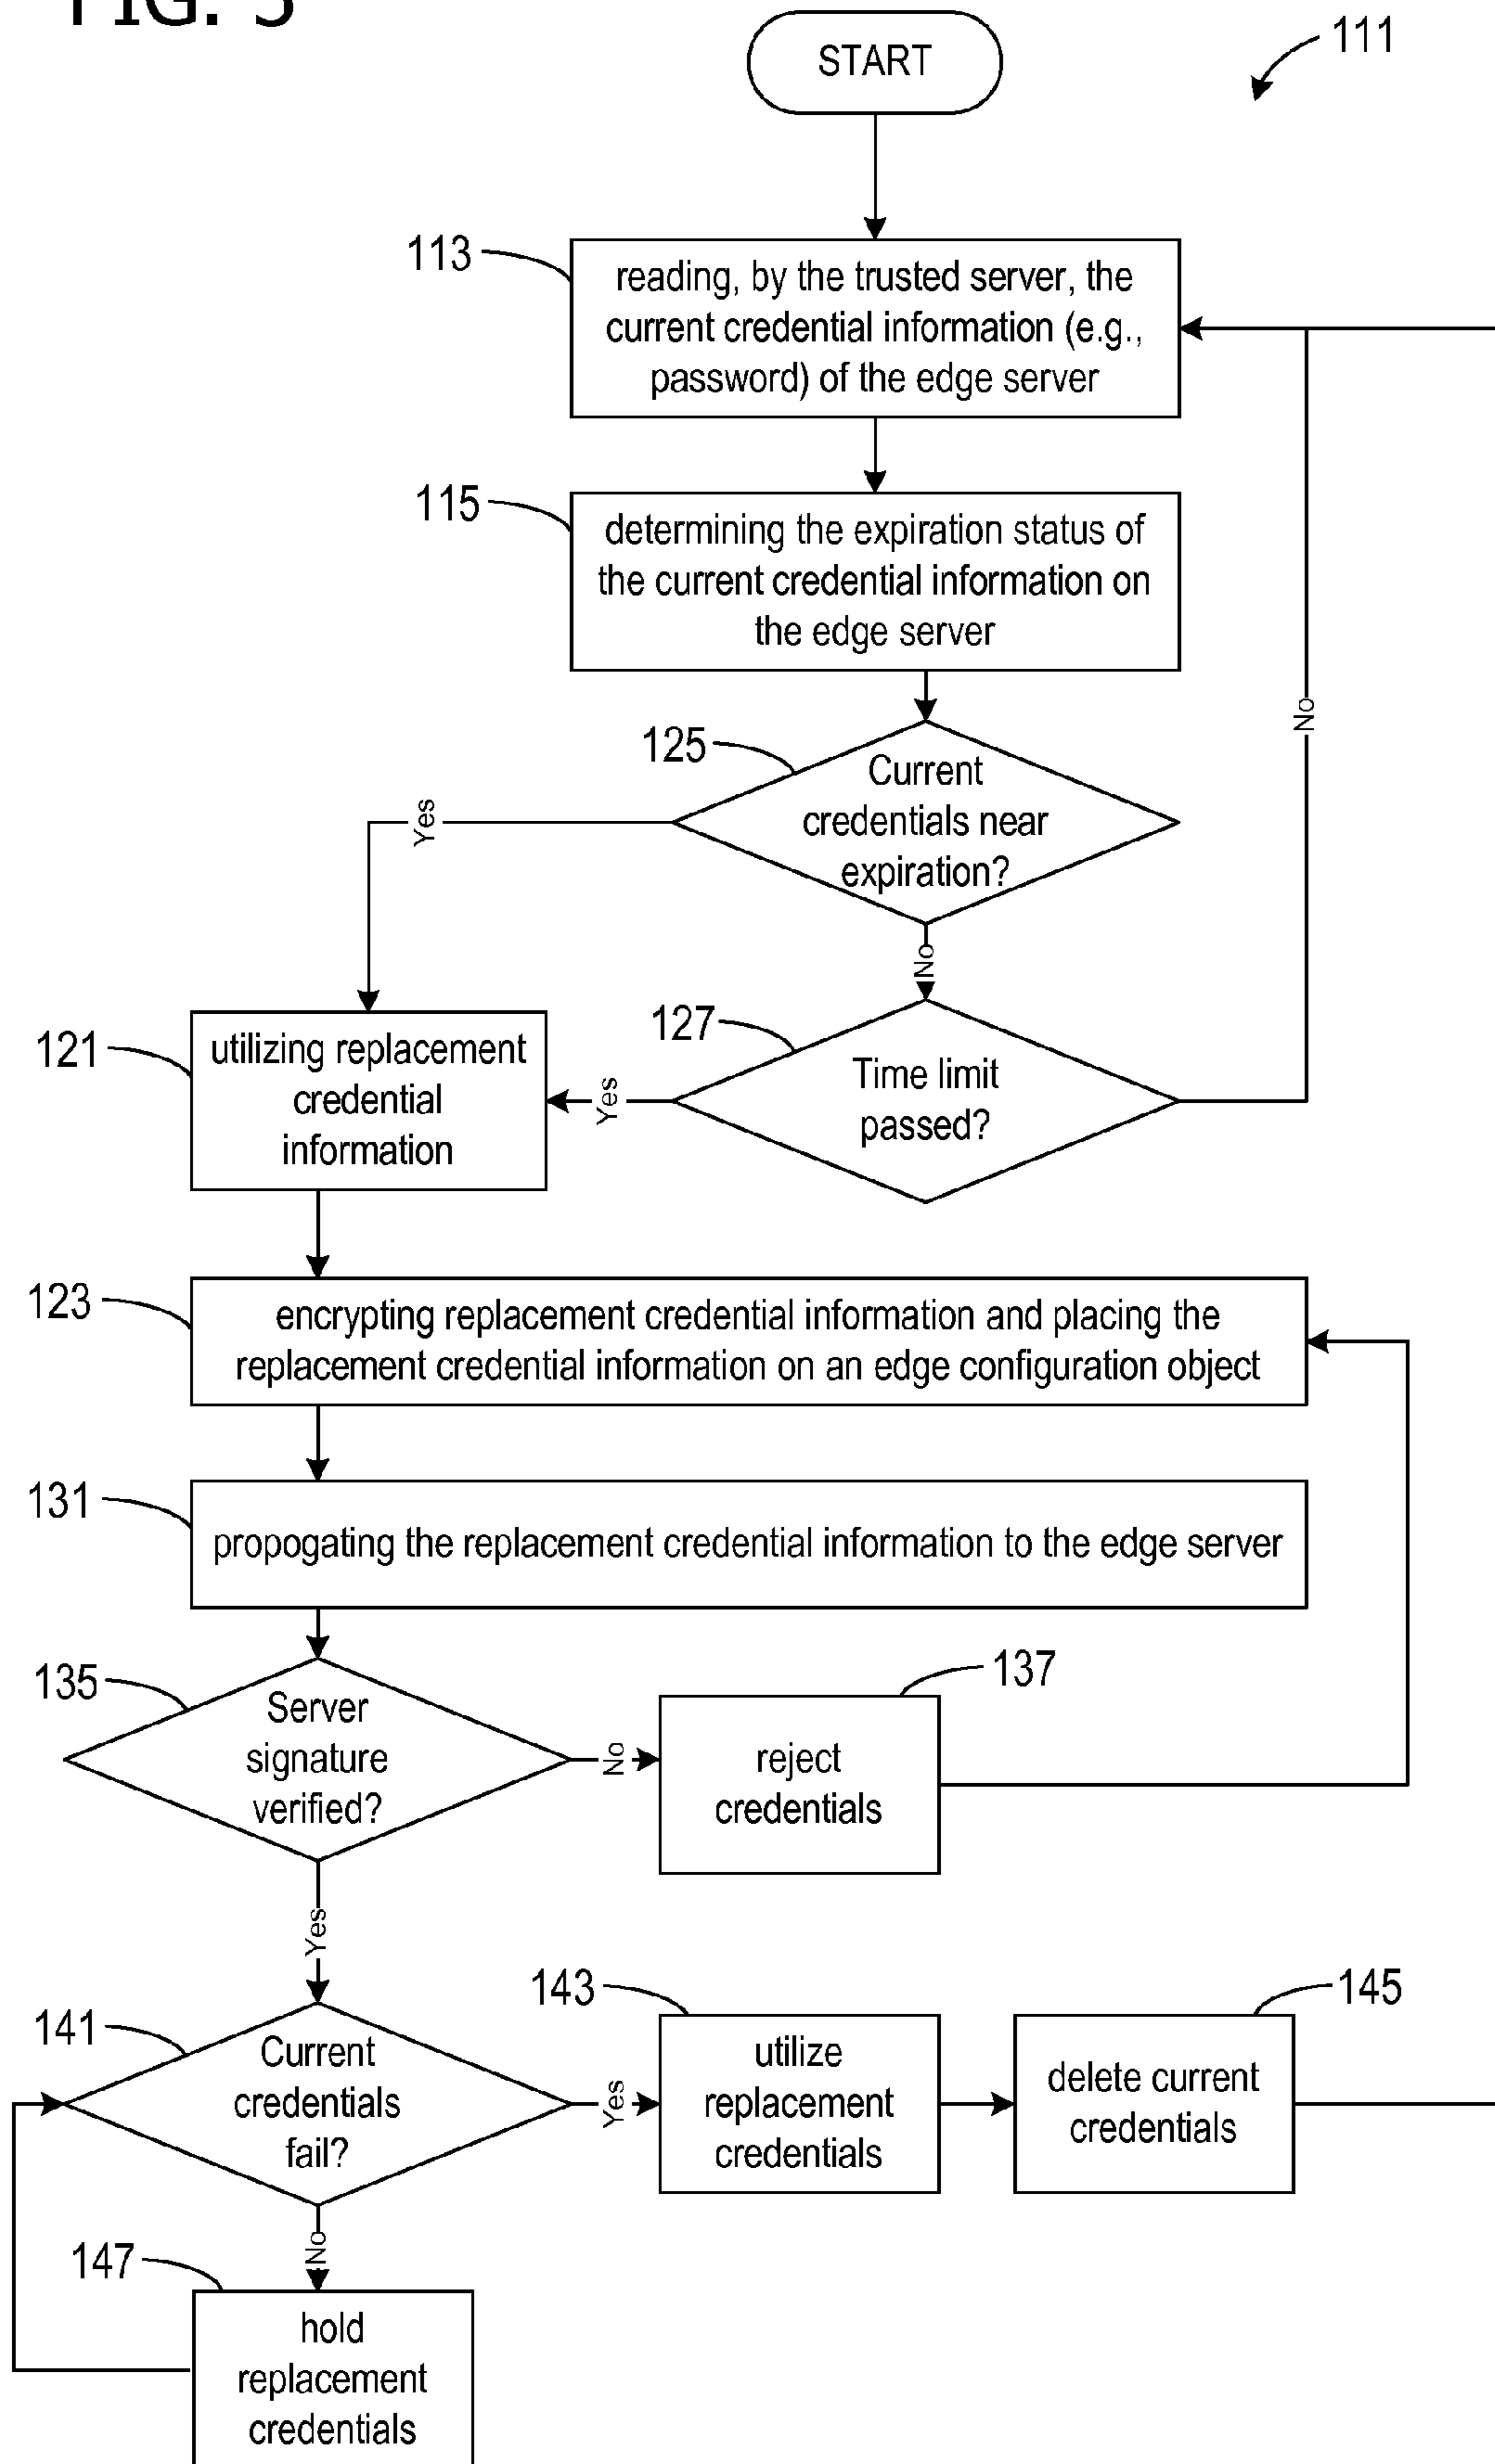 FIG. 3
START
111
113
reading, by the trusted server, the
current credential information (e.g.,
password) of the edge server
115
determining the expiration status of
the current credential information on
the edge server
125
Current
credentials near
expiration?
Yes
No
No
121
utilizing replacement
credential
information
127
Time limit
passed?
Yes
123
encrypting replacement credential information and placing the
replacement credential information on an edge configuration object
131
propogating the replacement credential information to the edge server
135
Server
signature
verified?
No
137
reject
credentials
Yes
141
Current
credentials
fail?
Yes
143
utilize
replacement
credentials
145
delete current
credentials
No
147
hold
replacement
credentials